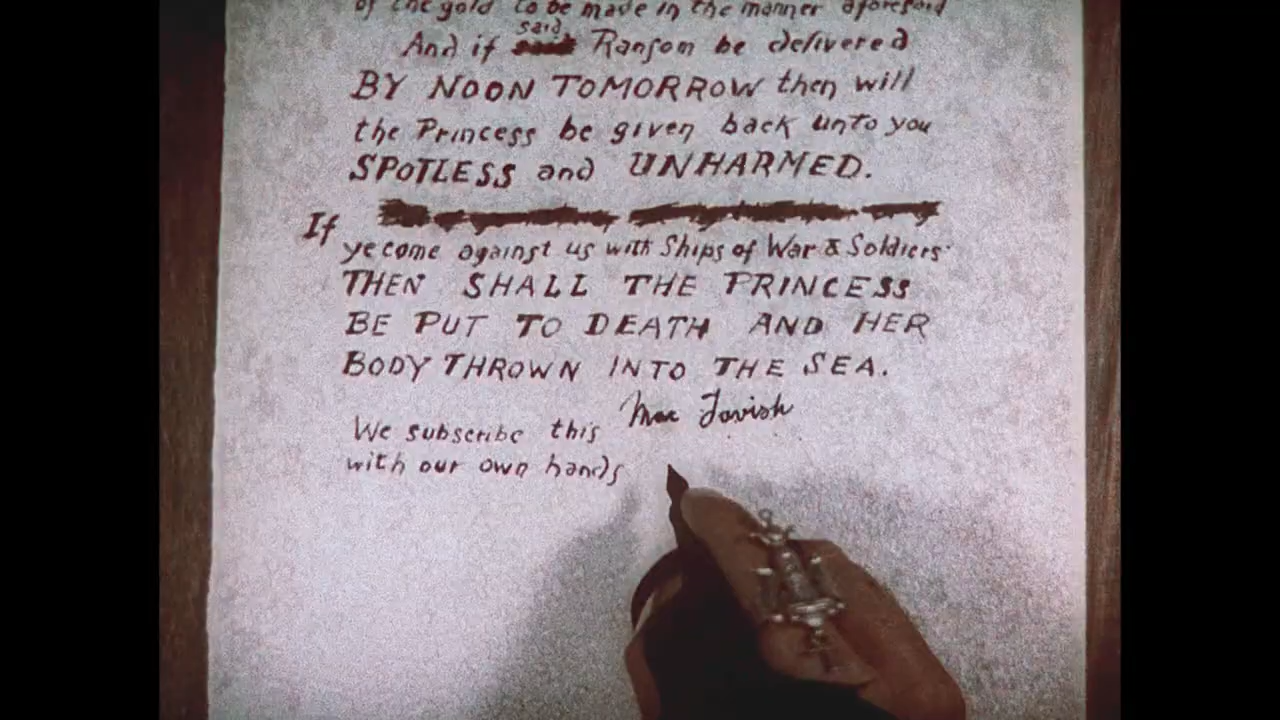 of the gold to be made in the manner aforesaid
said
And if Ransom be delivered
BY NOON TOMORROW then will
the Princess be given back unto you
SPOTLESS and UNHARMED.
If
ye come against us with Ships of War & Soldiers
THEN SHALL THE PRINCESS
BE PUT TO DEATH AND HER
BODY THROWN INTO THE SEA.
Mac Tavish
We subscribe this
with our own hands